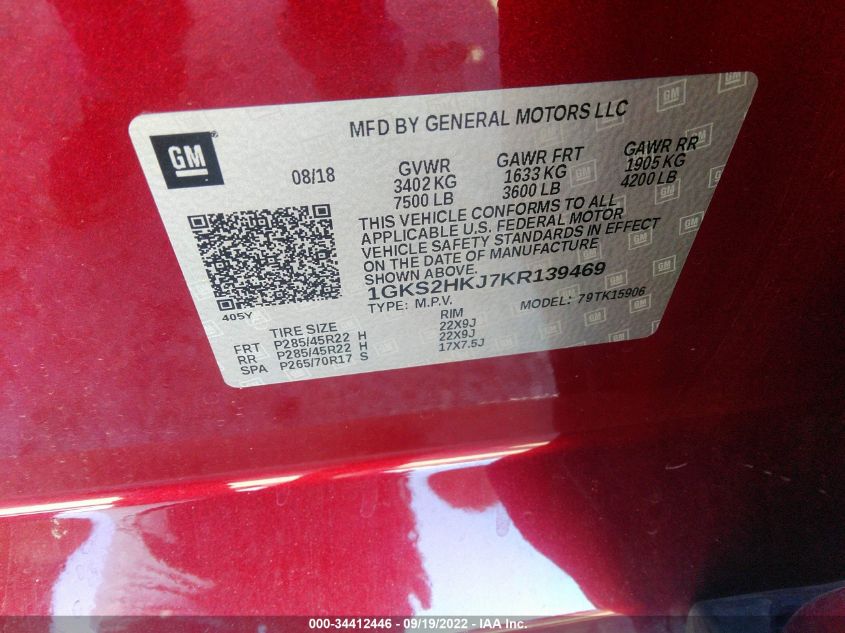 MFD BY GENERAL MOTORS LLC
GM
08/18
GVWR
3402 KG
7500 LB
GAWR FRT
1633 KG
3600 LB
GAWR RR
1905 KG
4200 LB
THIS VEHICLE CONFORMS TO ALL
APPLICABLE U.S. FEDERAL MOTOR
VEHICLE SAFETY STANDARDS IN EFFECT
ON THE DATE OF MANUFACTURE
SHOWN ABOVE.
1GKS2HKJ7KR139469
TYPE: M.P.V. MODEL: 79TK15906
405Y
TIRE SIZE RIM
FRT P285/45R22 H 22X9J
RR P285/45R22 H 22X9J
SPA P265/70R17 S 17X7.5J
000-34412446 - 09/19/2022 - IAA Inc.